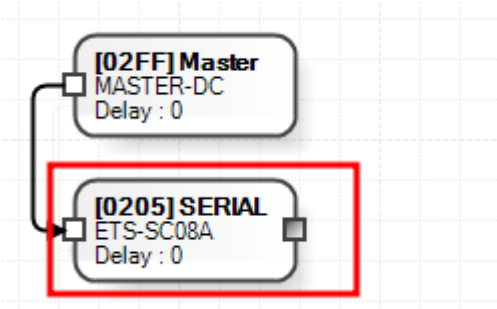 [02FF] Master
MASTER-DC
Delay : 0
[0205] SERIAL
ETS-SC08A
Delay : 0